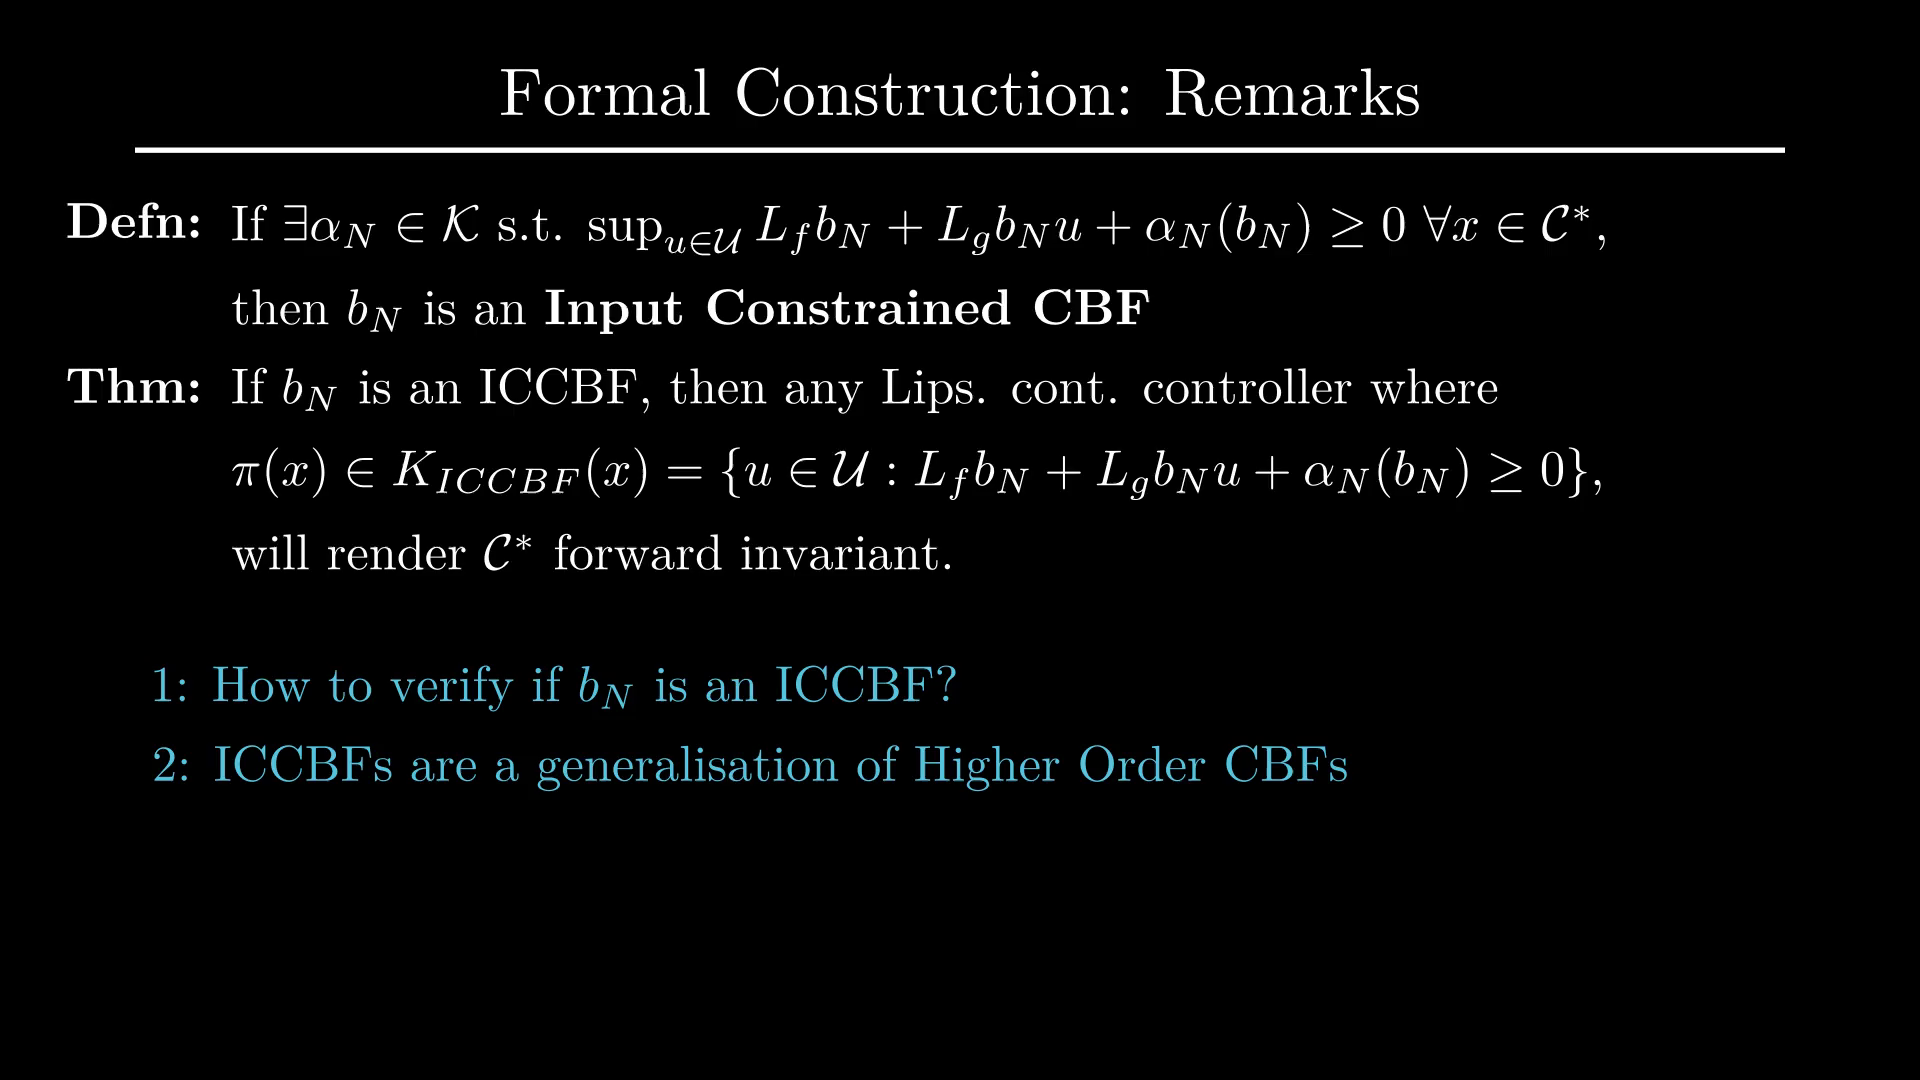 Formal Construction: Remarks
Defn: If ∃α_N ∈ 𝒦 s.t. sup_{u∈𝒰} L_f b_N + L_g b_N u + α_N(b_N) ≥ 0 ∀x ∈ 𝒞*,
then b_N is an Input Constrained CBF
Thm: If b_N is an ICCBF, then any Lips. cont. controller where
π(x) ∈ K_{ICCBF}(x) = {u ∈ 𝒰 : L_f b_N + L_g b_N u + α_N(b_N) ≥ 0},
will render 𝒞* forward invariant.
1: How to verify if b_N is an ICCBF?
2: ICCBFs are a generalisation of Higher Order CBFs